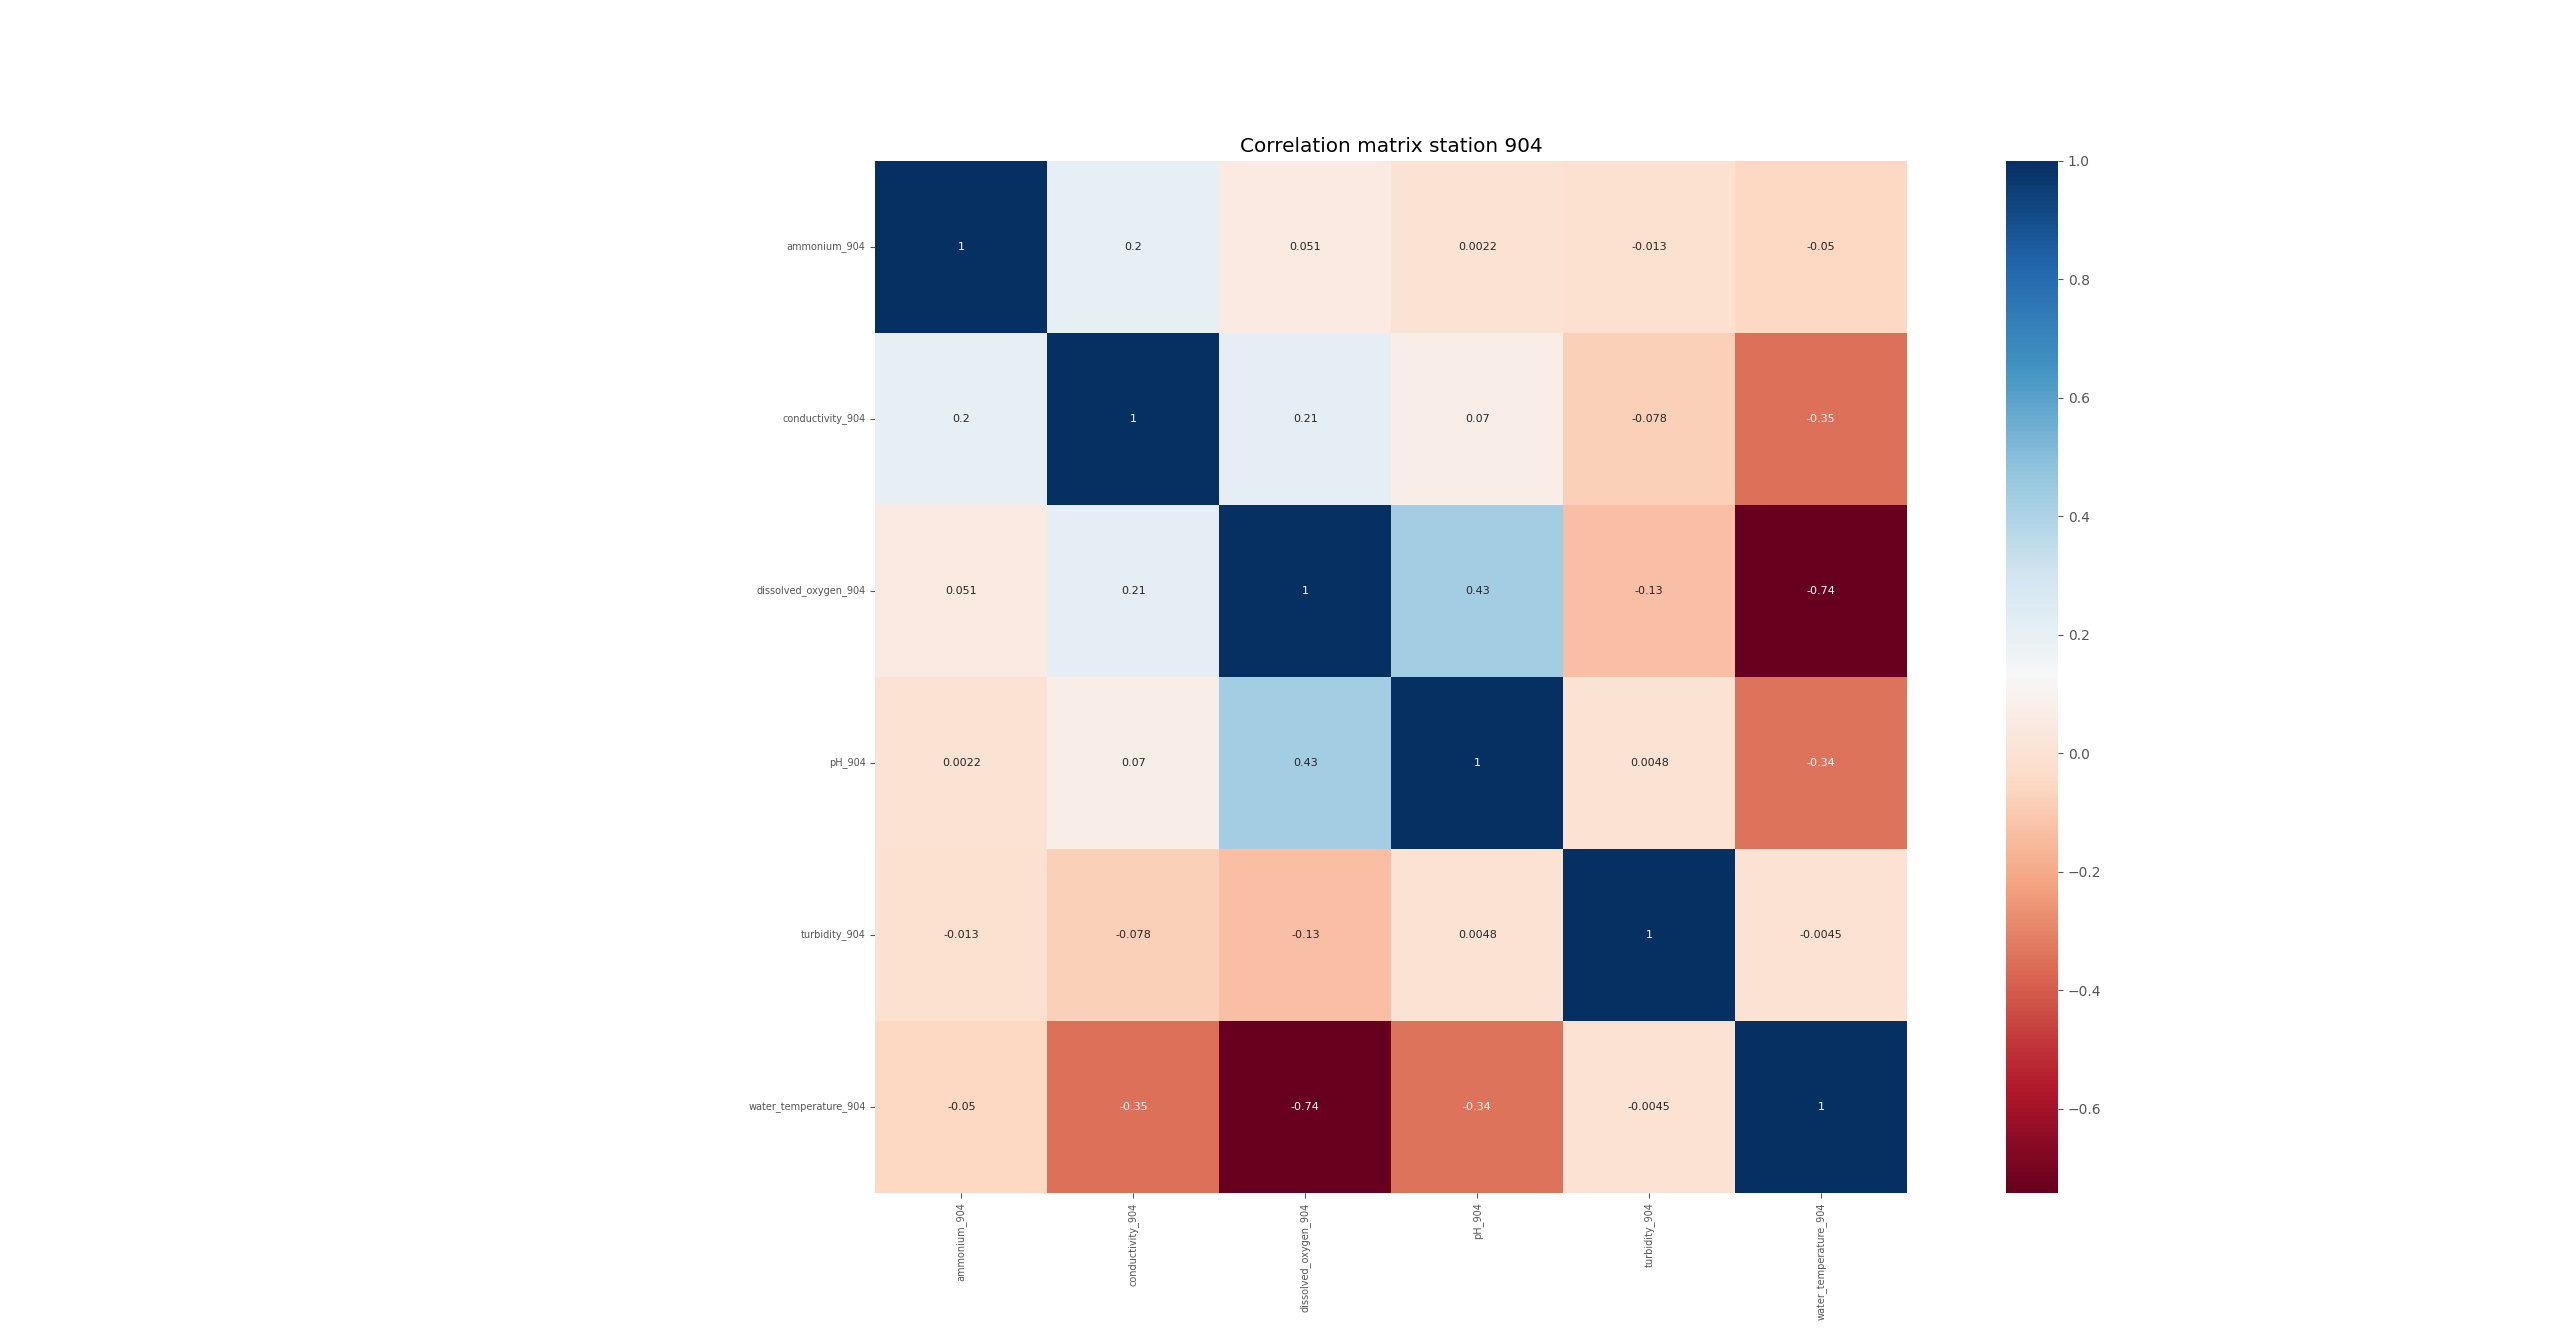 Correlation matrix station 904
ammonium_904 1 0.2 0.051 0.0022 -0.013 -0.05
conductivity_904 0.2 1 0.21 0.07 -0.078 -0.35
dissolved_oxygen_904 0.051 0.21 1 0.43 -0.13 -0.74
pH_904 0.0022 0.07 0.43 1 0.0048 -0.34
turbidity_904 -0.013 -0.078 -0.13 0.0048 1 -0.0045
water_temperature_904 -0.05 -0.35 -0.74 -0.34 -0.0045 1
ammonium_904
conductivity_904
dissolved_oxygen_904
pH_904
turbidity_904
water_temperature_904
1.0
0.8
0.6
0.4
0.2
0.0
−0.2
−0.4
−0.6